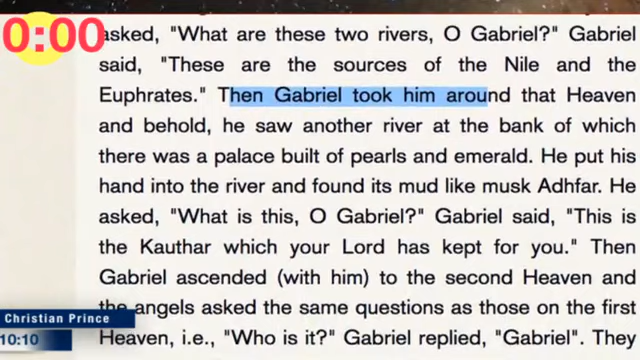 0:00
asked, "What are these two rivers, O Gabriel?" Gabriel
said, "These are the sources of the Nile and the
Euphrates." Then Gabriel took him around that Heaven
and behold, he saw another river at the bank of which
there was a palace built of pearls and emerald. He put his
hand into the river and found its mud like musk Adhfar. He
asked, "What is this, O Gabriel?" Gabriel said, "This is
the Kauthar which your Lord has kept for you." Then
Gabriel ascended (with him) to the second Heaven and
the angels asked the same questions as those on the first
Heaven, i.e., "Who is it?" Gabriel replied, "Gabriel". They
Christian Prince
10:10